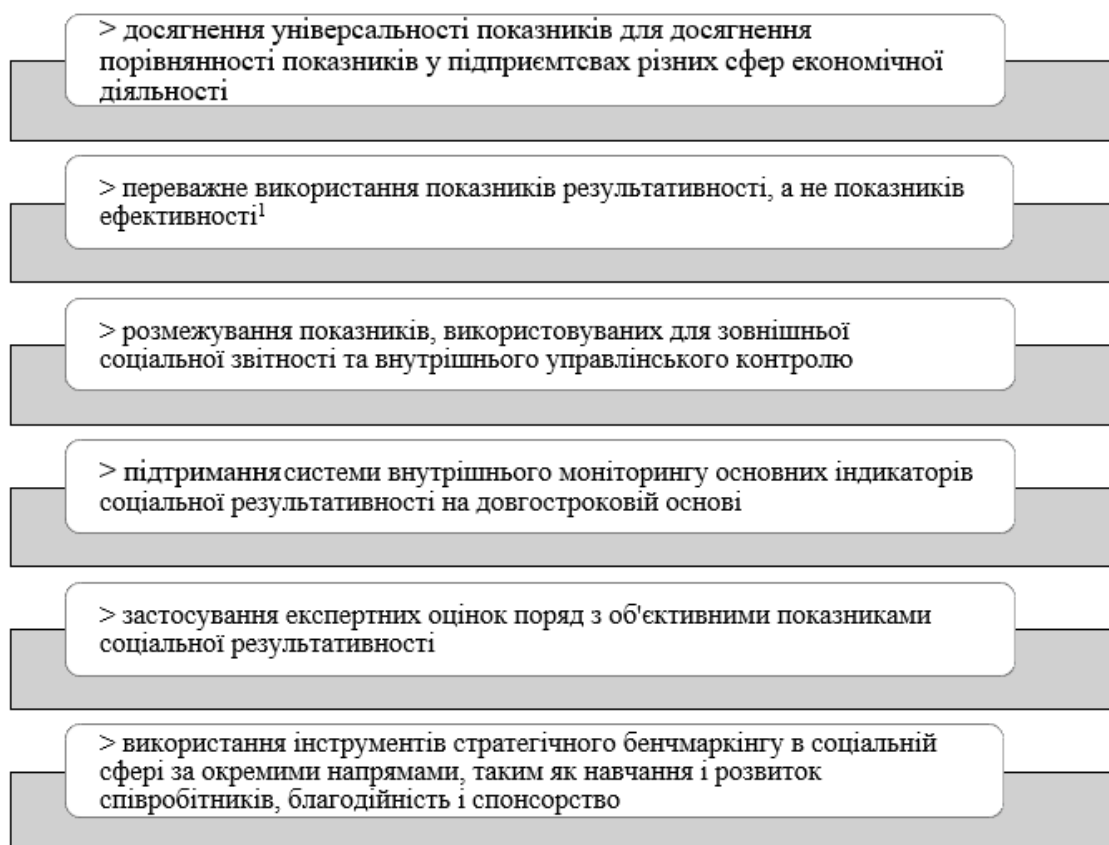 > досягнення універсальності показників для досягнення
порівнянності показників у підприємтсвах різних сфер економічної
діяльності
> переважне використання показників результативності, а не показників
ефективності¹
> розмежування показників, використовуваних для зовнішньої
соціальної звітності та внутрішнього управлінського контролю
> підтримання системи внутрішнього моніторингу основних індикаторів
соціальної результативності на довгостроковій основі
> застосування експертних оцінок поряд з об'єктивними показниками
соціальної результативності
> використання інструментів стратегічного бенчмаркінгу в соціальній
сфері за окремими напрямами, таким як навчання і розвиток
співробітників, благодійність і спонсорство